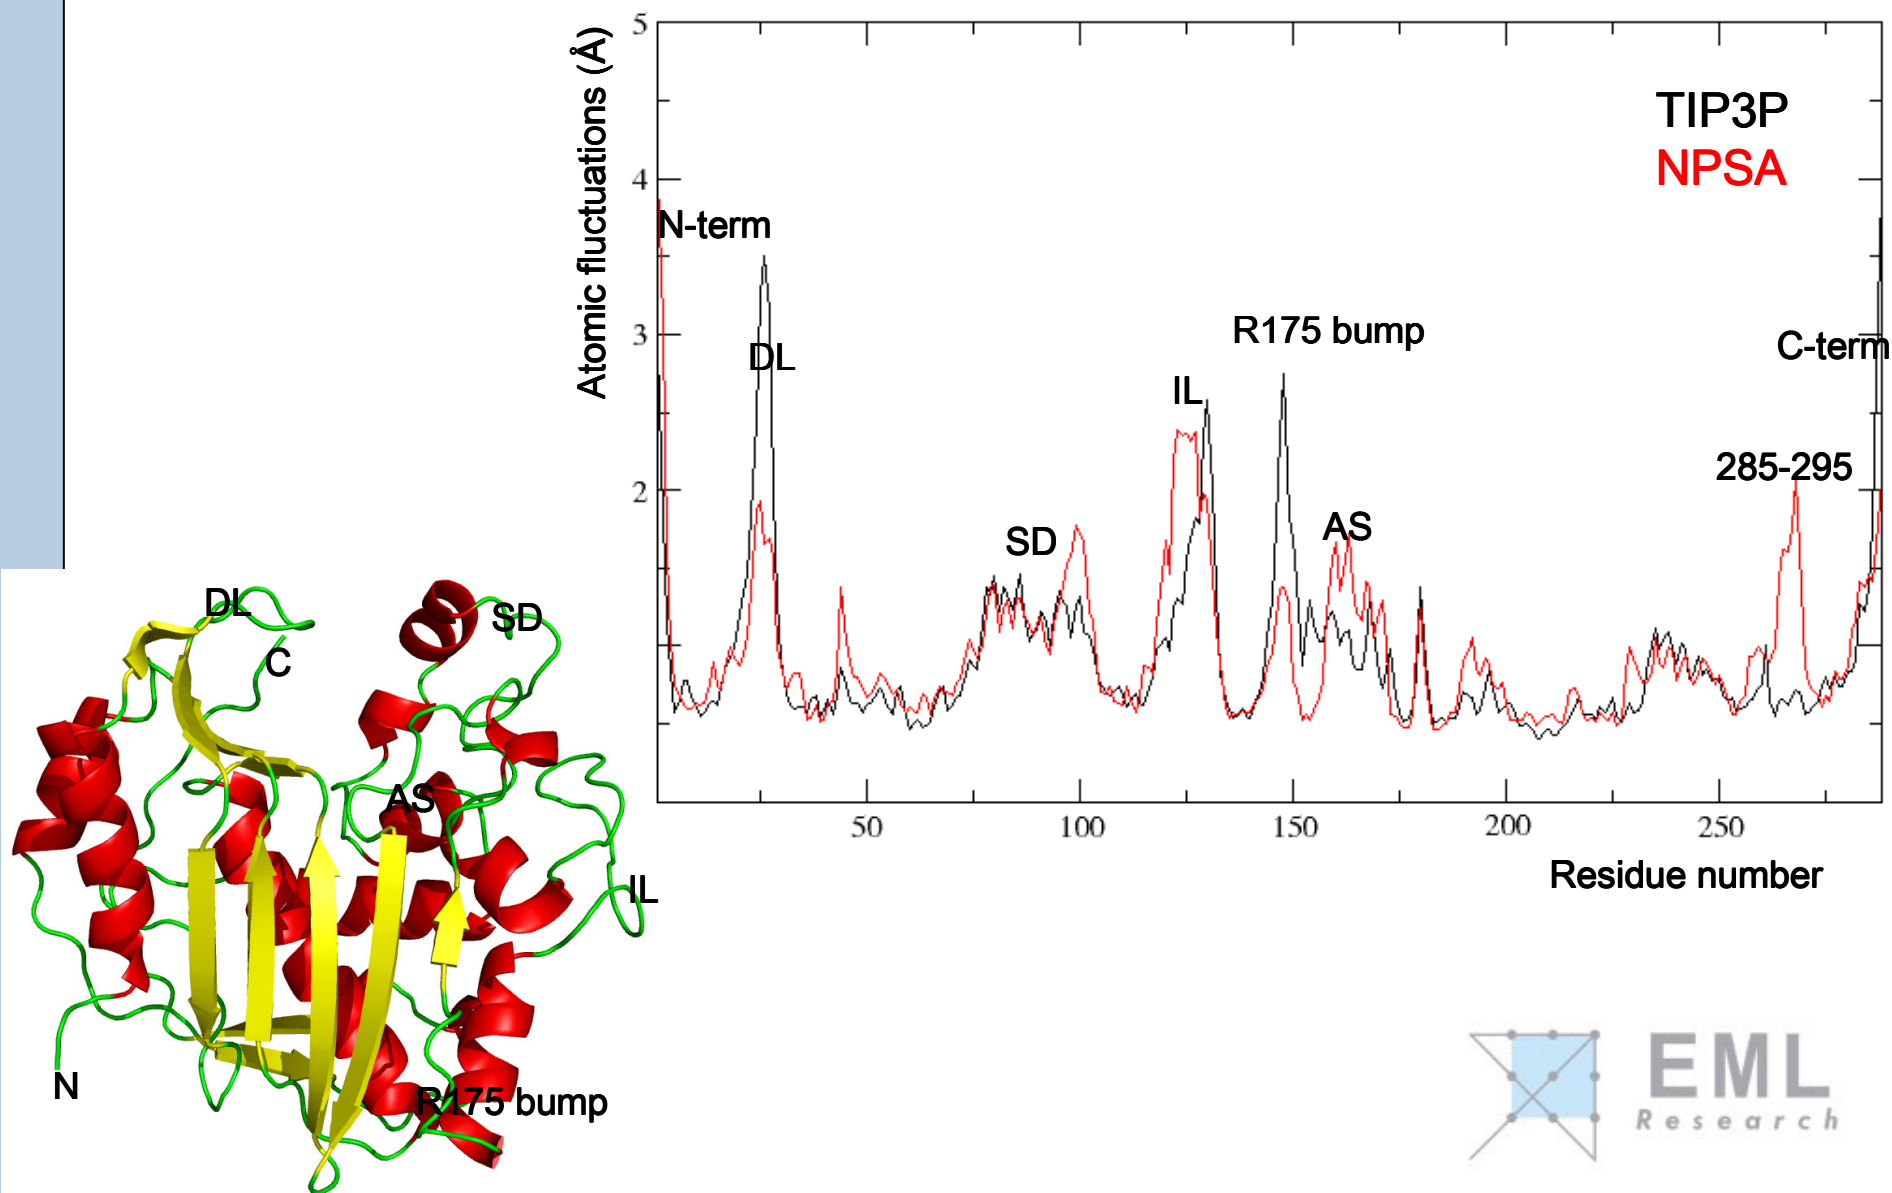 5
Atomic fluctuations (Å)
TIP3P
NPSA
4
N-term
3
R175 bump
C-term
DL
IL
285-295
2
AS
SD
50
100
150
200
250
Residue number
DL
SD
C
AS
IL
N
R175 bump
EML
Research